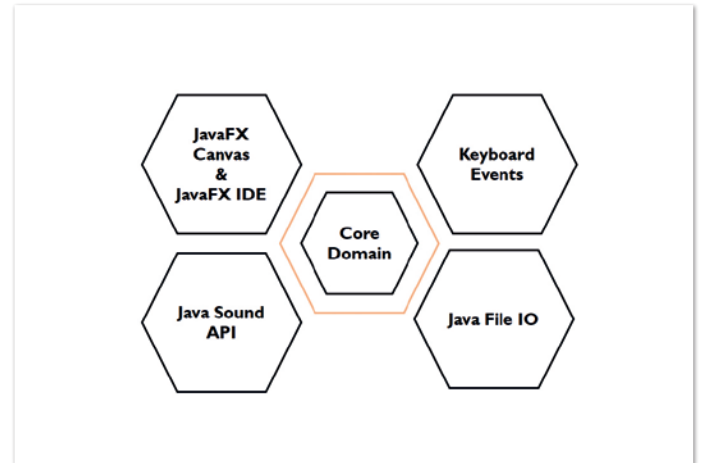 JavaFX
Canvas
&
JavaFX IDE
Keyboard
Events
Core
Domain
Java Sound
API
Java File IO